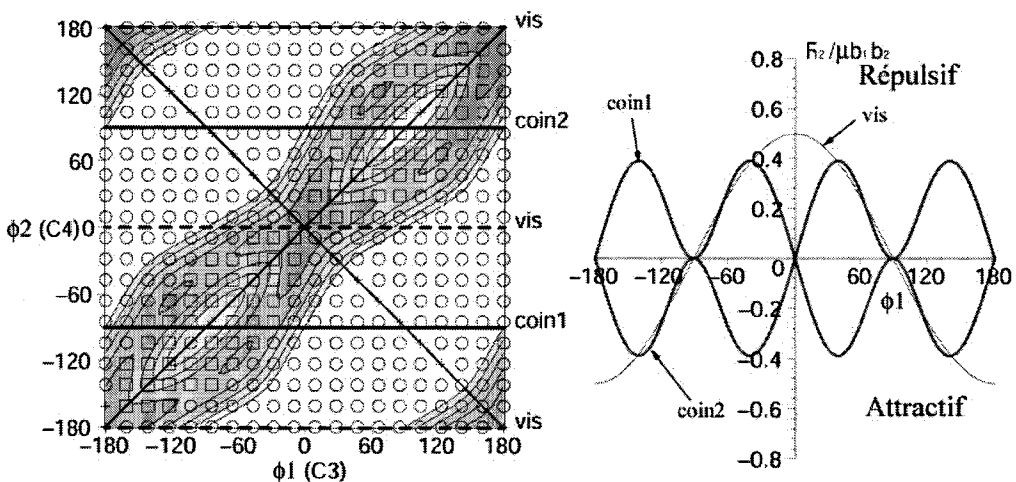 180
120
60
φ2 (C4) 0
−60
−120
−180
vis
coin2
vis
coin1
vis
−180 −120 −60 0 60 120 180
φ1 (C3)
F₁₂/μb₁b₂
0.8
Répulsif
0.6
coin1
vis
0.4
0.2
0
−180 −120 −60 0 60 120 180
φ1
−0.2
−0.4
coin2
Attractif
−0.6
−0.8